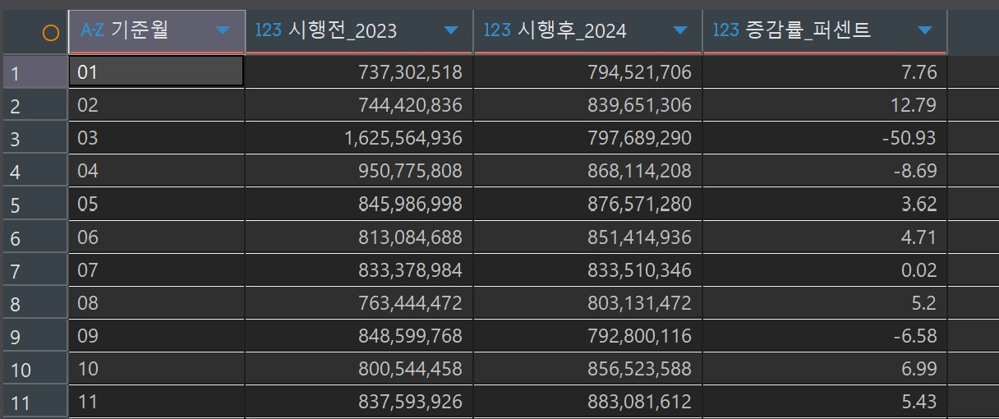 A-Z 기준월 123 시행전_2023 123 시행후_2024 123 증감률_퍼센트
1 01 737,302,518 794,521,706 7.76
2 02 744,420,836 839,651,306 12.79
3 03 1,625,564,936 797,689,290 -50.93
4 04 950,775,808 868,114,208 -8.69
5 05 845,986,998 876,571,280 3.62
6 06 813,084,688 851,414,936 4.71
7 07 833,378,984 833,510,346 0.02
8 08 763,444,472 803,131,472 5.2
9 09 848,599,768 792,800,116 -6.58
10 10 800,544,458 856,523,588 6.99
11 11 837,593,926 883,081,612 5.43